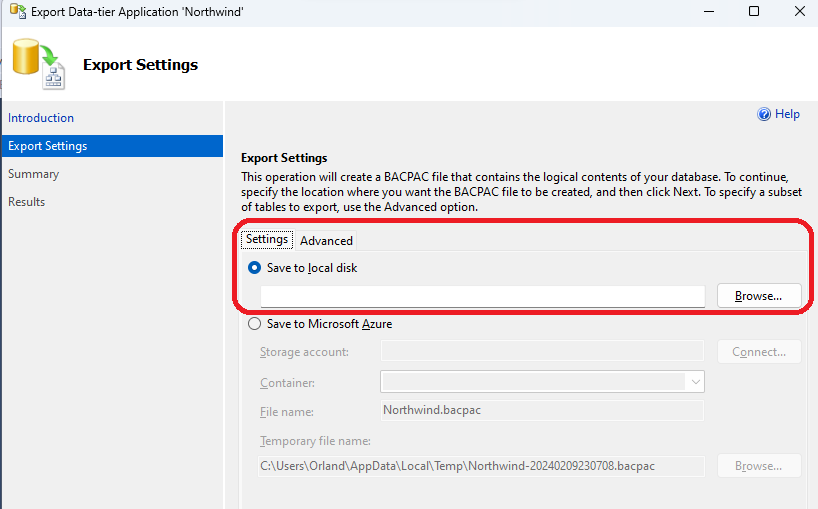 Export Data-tier Application 'Northwind'
Export Settings
Introduction
Export Settings
Summary
Results
Help
Export Settings
This operation will create a BACPAC file that contains the logical contents of your database. To continue,
specify the location where you want the BACPAC file to be created, and then click Next. To specify a subset
of tables to export, use the Advanced option.
Settings Advanced
Save to local disk
Browse...
Save to Microsoft Azure
Storage account: Connect...
Container:
File name: Northwind.bacpac
Temporary file name:
C:\Users\Orland\AppData\Local\Temp\Northwind-20240209230708.bacpac Browse...